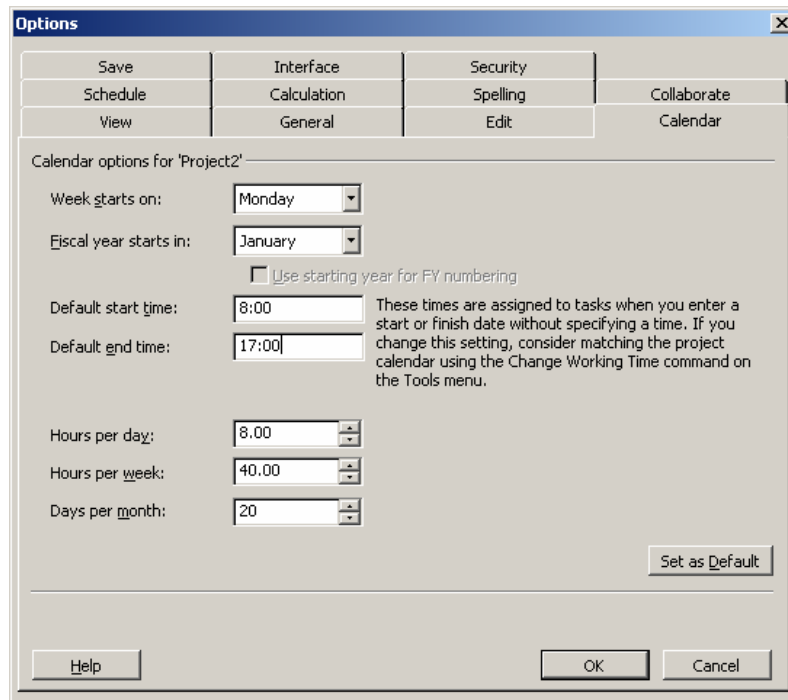 Options
Save Interface Security
Schedule Calculation Spelling Collaborate
View General Edit Calendar
Calendar options for 'Project2'
Week starts on: Monday
Fiscal year starts in: January
Use starting year for FY numbering
Default start time: 8:00
Default end time: 17:00
These times are assigned to tasks when you enter a
start or finish date without specifying a time. If you
change this setting, consider matching the project
calendar using the Change Working Time command on
the Tools menu.
Hours per day: 8.00
Hours per week: 40.00
Days per month: 20
Set as Default
Help OK Cancel